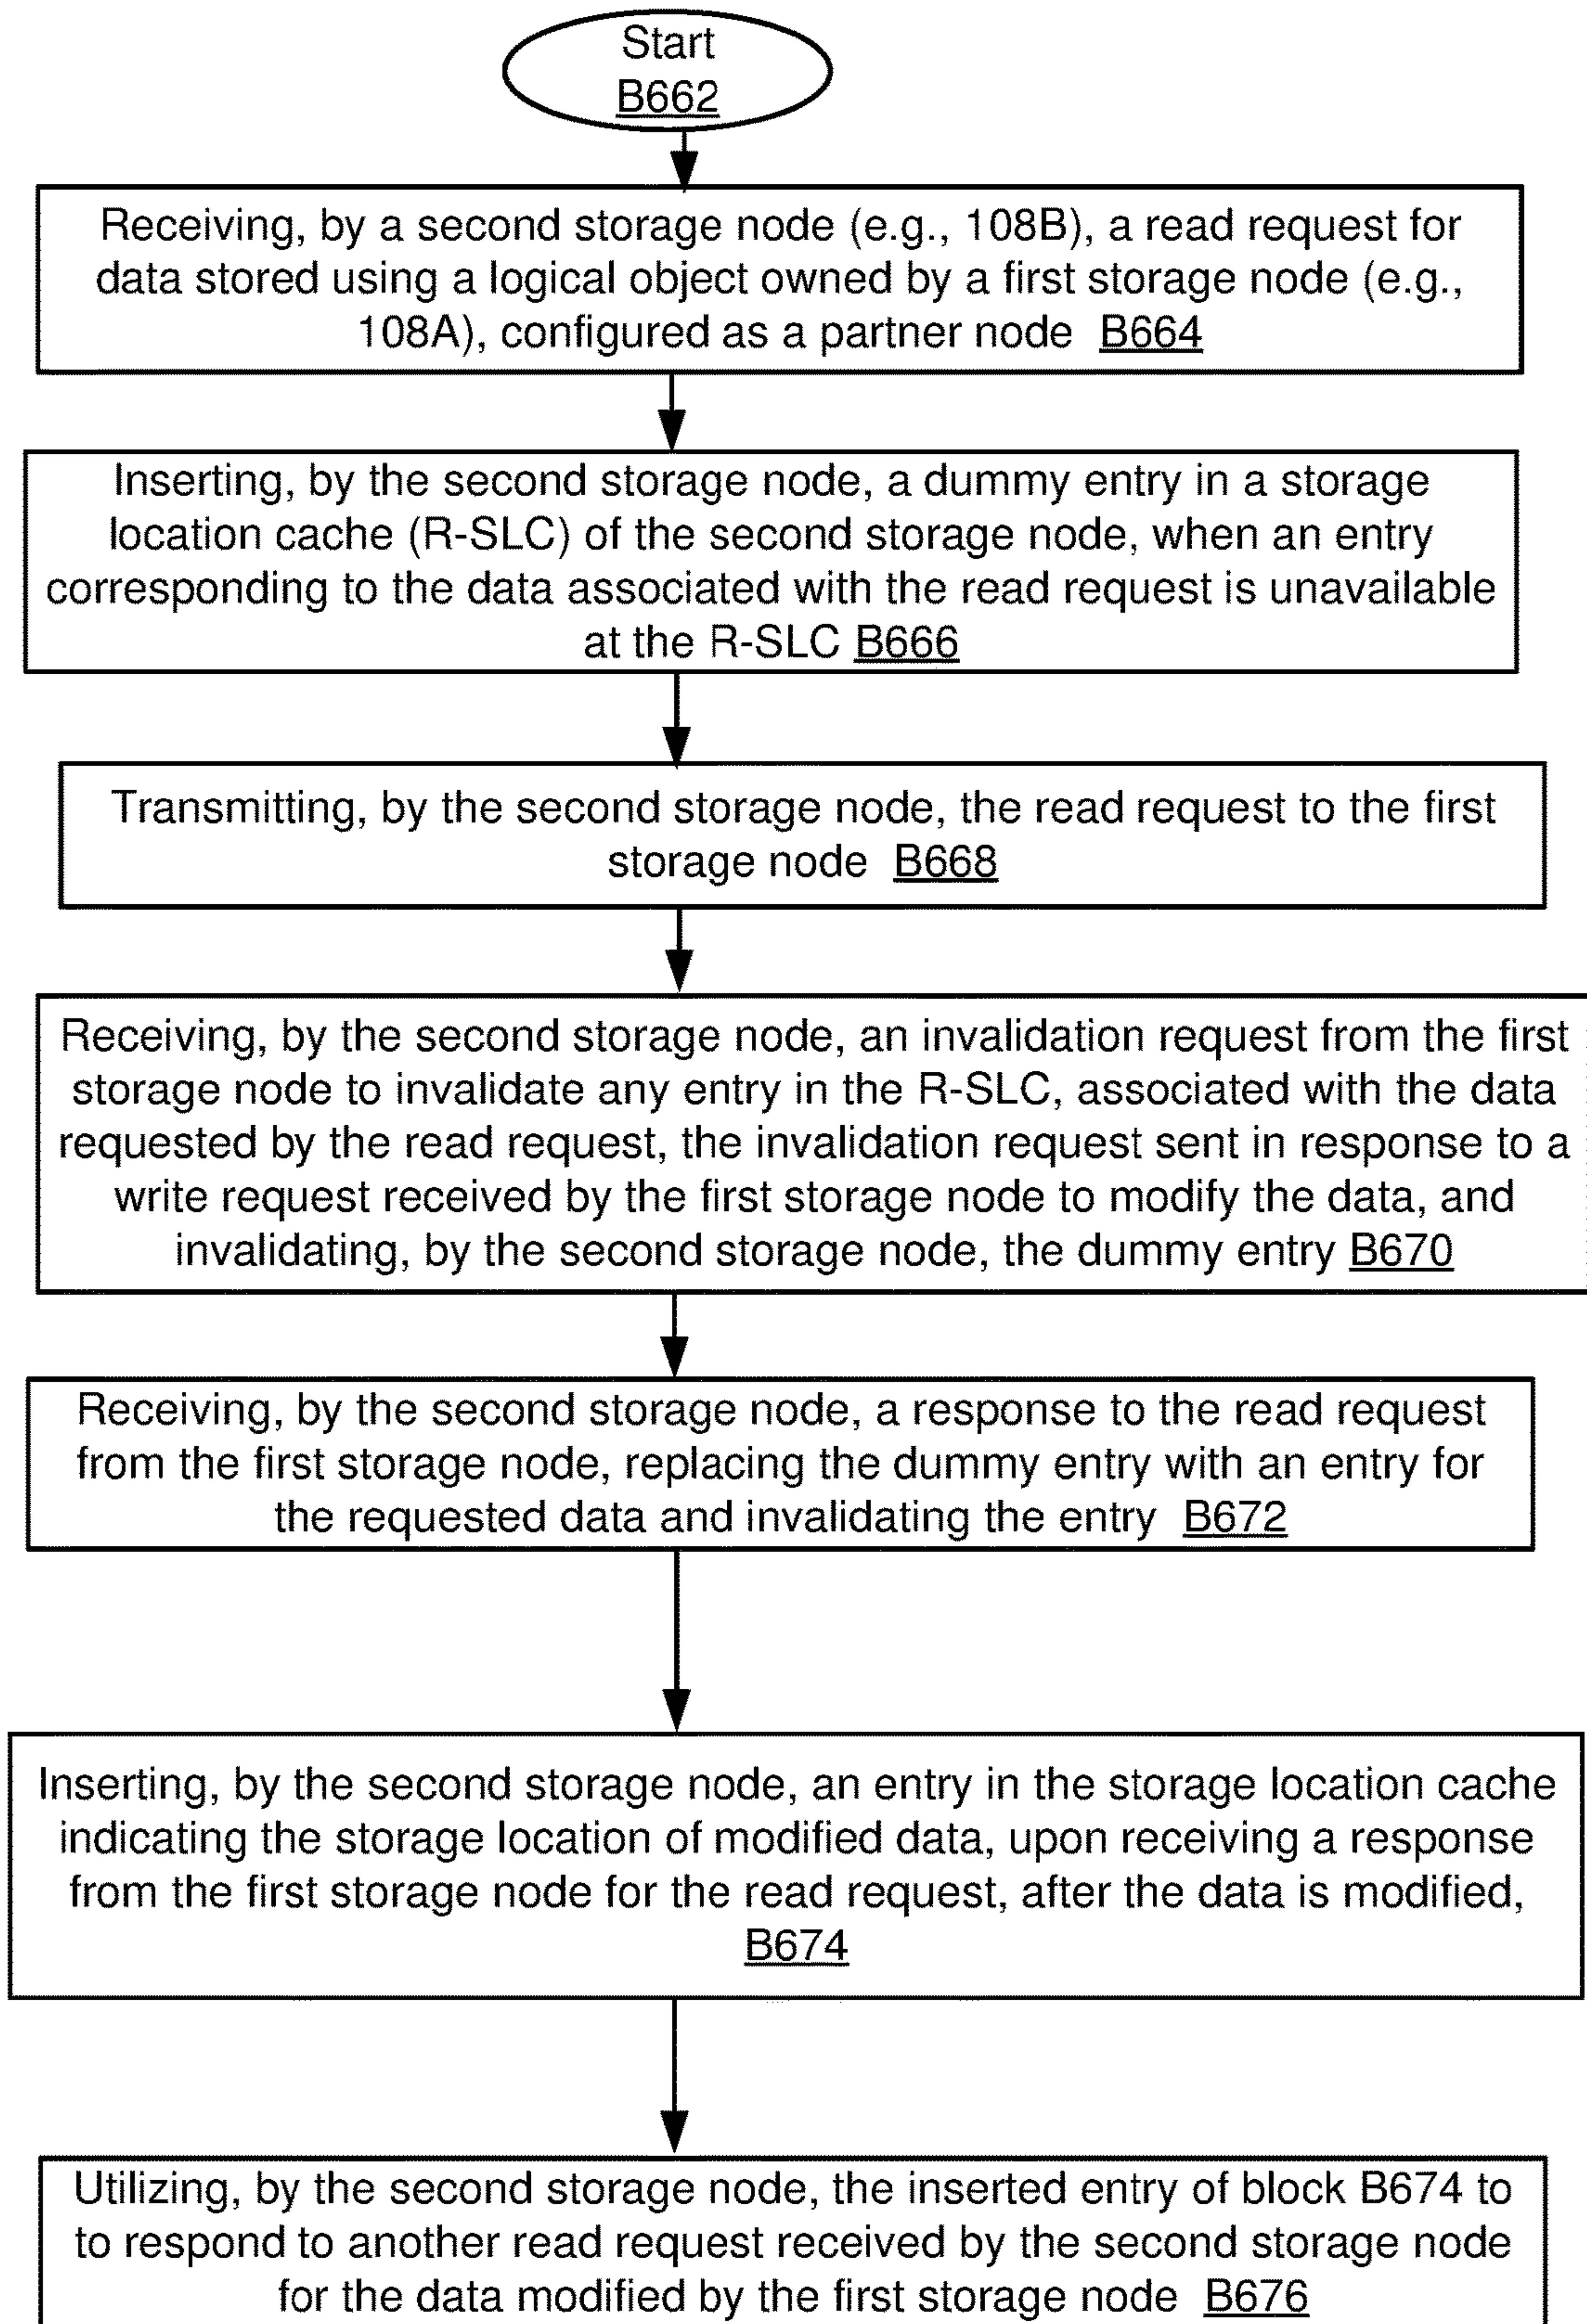 Start
B662
Receiving, by a second storage node (e.g., 108B), a read request for
data stored using a logical object owned by a first storage node (e.g.,
108A), configured as a partner node B664
Inserting, by the second storage node, a dummy entry in a storage
location cache (R-SLC) of the second storage node, when an entry
corresponding to the data associated with the read request is unavailable
at the R-SLC B666
Transmitting, by the second storage node, the read request to the first
storage node B668
Receiving, by the second storage node, an invalidation request from the first
storage node to invalidate any entry in the R-SLC, associated with the data
requested by the read request, the invalidation request sent in response to a
write request received by the first storage node to modify the data, and
invalidating, by the second storage node, the dummy entry B670
Receiving, by the second storage node, a response to the read request
from the first storage node, replacing the dummy entry with an entry for
the requested data and invalidating the entry B672
Inserting, by the second storage node, an entry in the storage location cache
indicating the storage location of modified data, upon receiving a response
from the first storage node for the read request, after the data is modified,
B674
Utilizing, by the second storage node, the inserted entry of block B674 to
to respond to another read request received by the second storage node
for the data modified by the first storage node B676